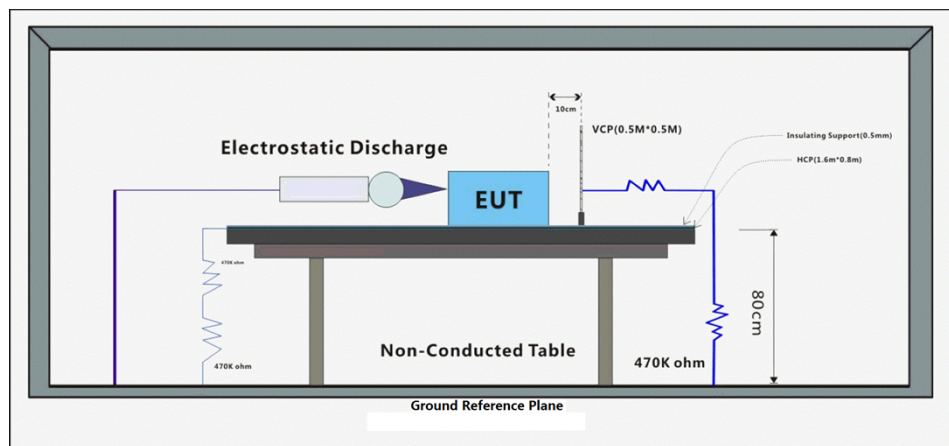 10cm
VCP(0.5M*0.5M)
Insulating Support(0.5mm)
Electrostatic Discharge
HCP(1.6m*0.8m)
EUT
470K ohm
80cm
Non-Conducted Table
470K ohm
470K ohm
Ground Reference Plane